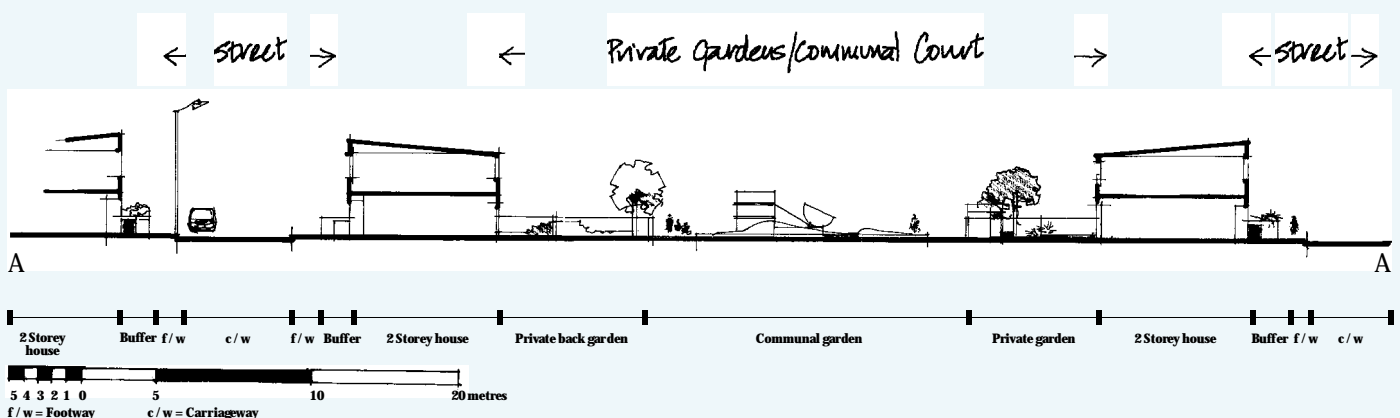 ← street → ← Private Gardens/Communal Court → ← street →
A A
2 Storey house Buffer f / w c / w f / w Buffer 2 Storey house Private back garden Communal garden Private garden 2 Storey house Buffer f / w c / w
5 4 3 2 1 0 5 10 20 metres
f / w = Footway c / w = Carriageway